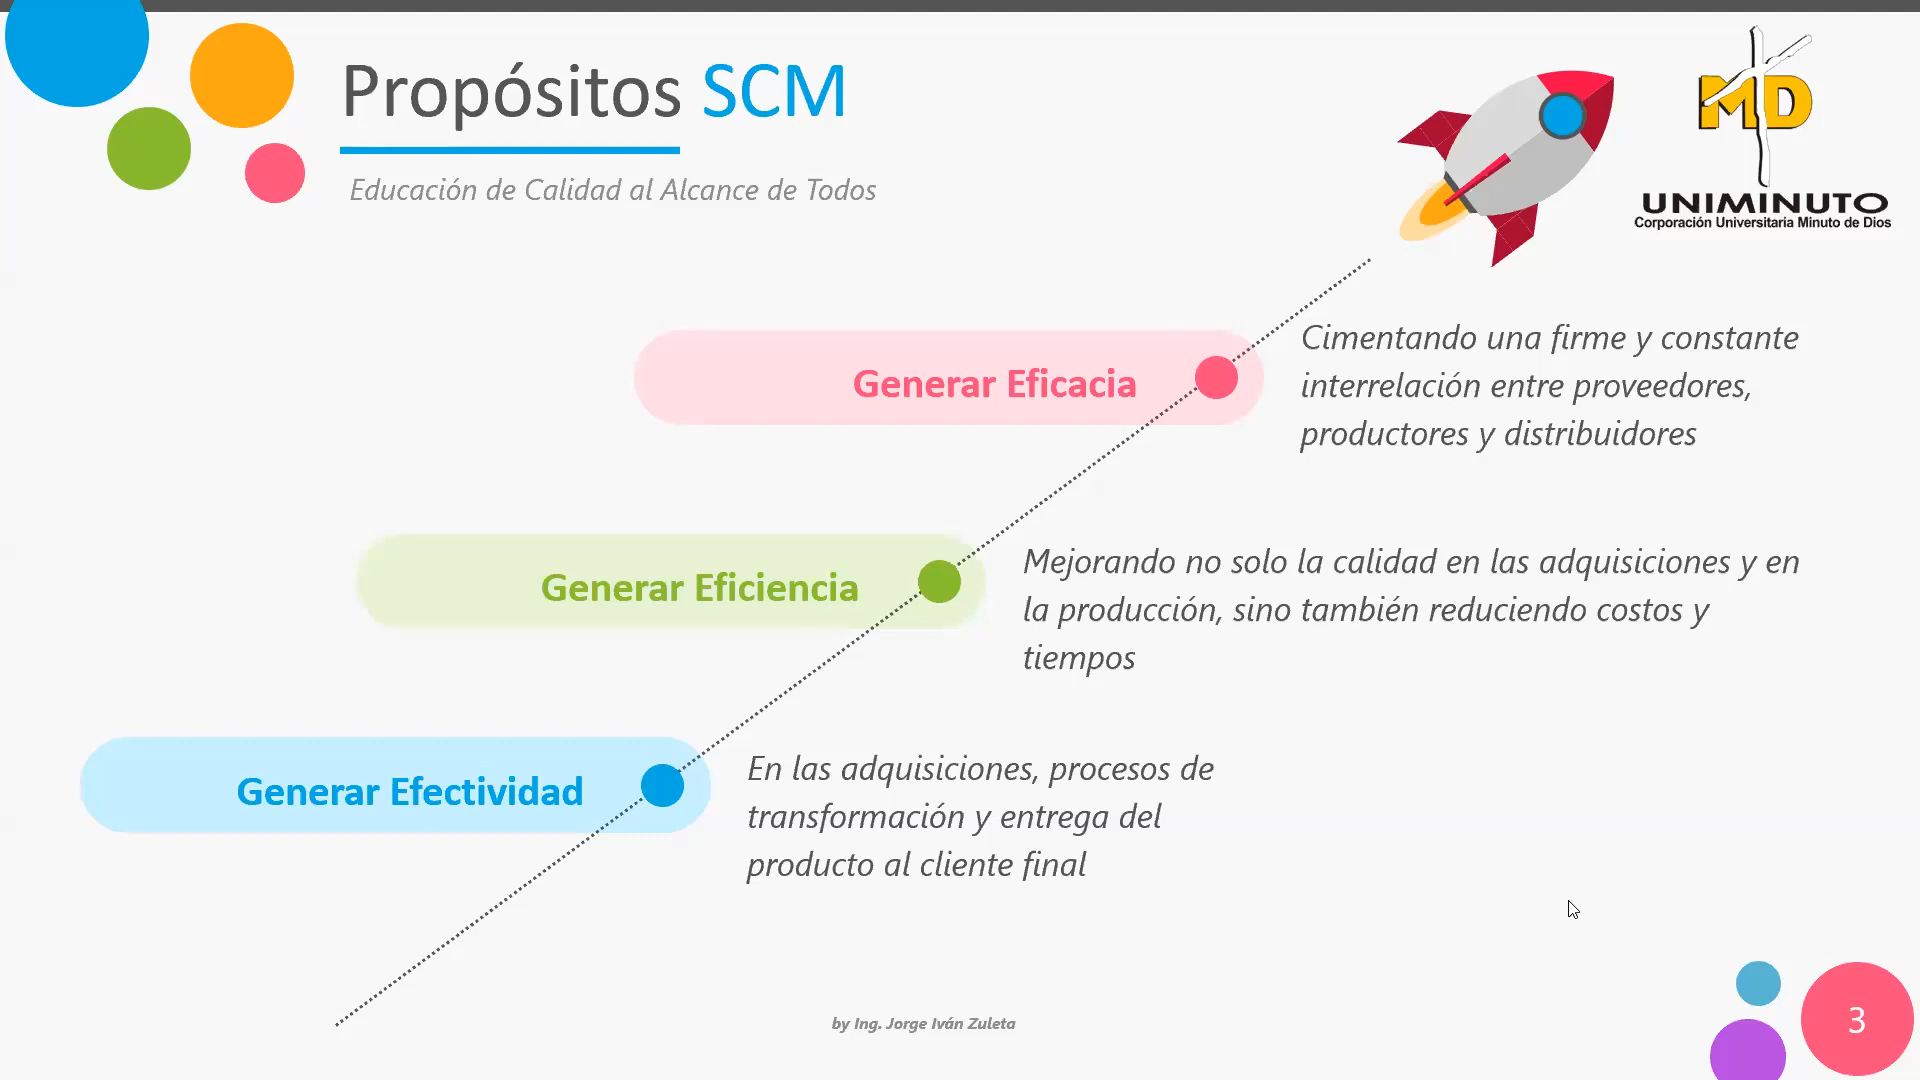 Propósitos SCM
Educación de Calidad al Alcance de Todos
MD
UNIMINUTO
Corporación Universitaria Minuto de Dios
Generar Eficacia
Cimentando una firme y constante
interrelación entre proveedores,
productores y distribuidores
Generar Eficiencia
Mejorando no solo la calidad en las adquisiciones y en
la producción, sino también reduciendo costos y
tiempos
Generar Efectividad
En las adquisiciones, procesos de
transformación y entrega del
producto al cliente final
by Ing. Jorge Iván Zuleta
3